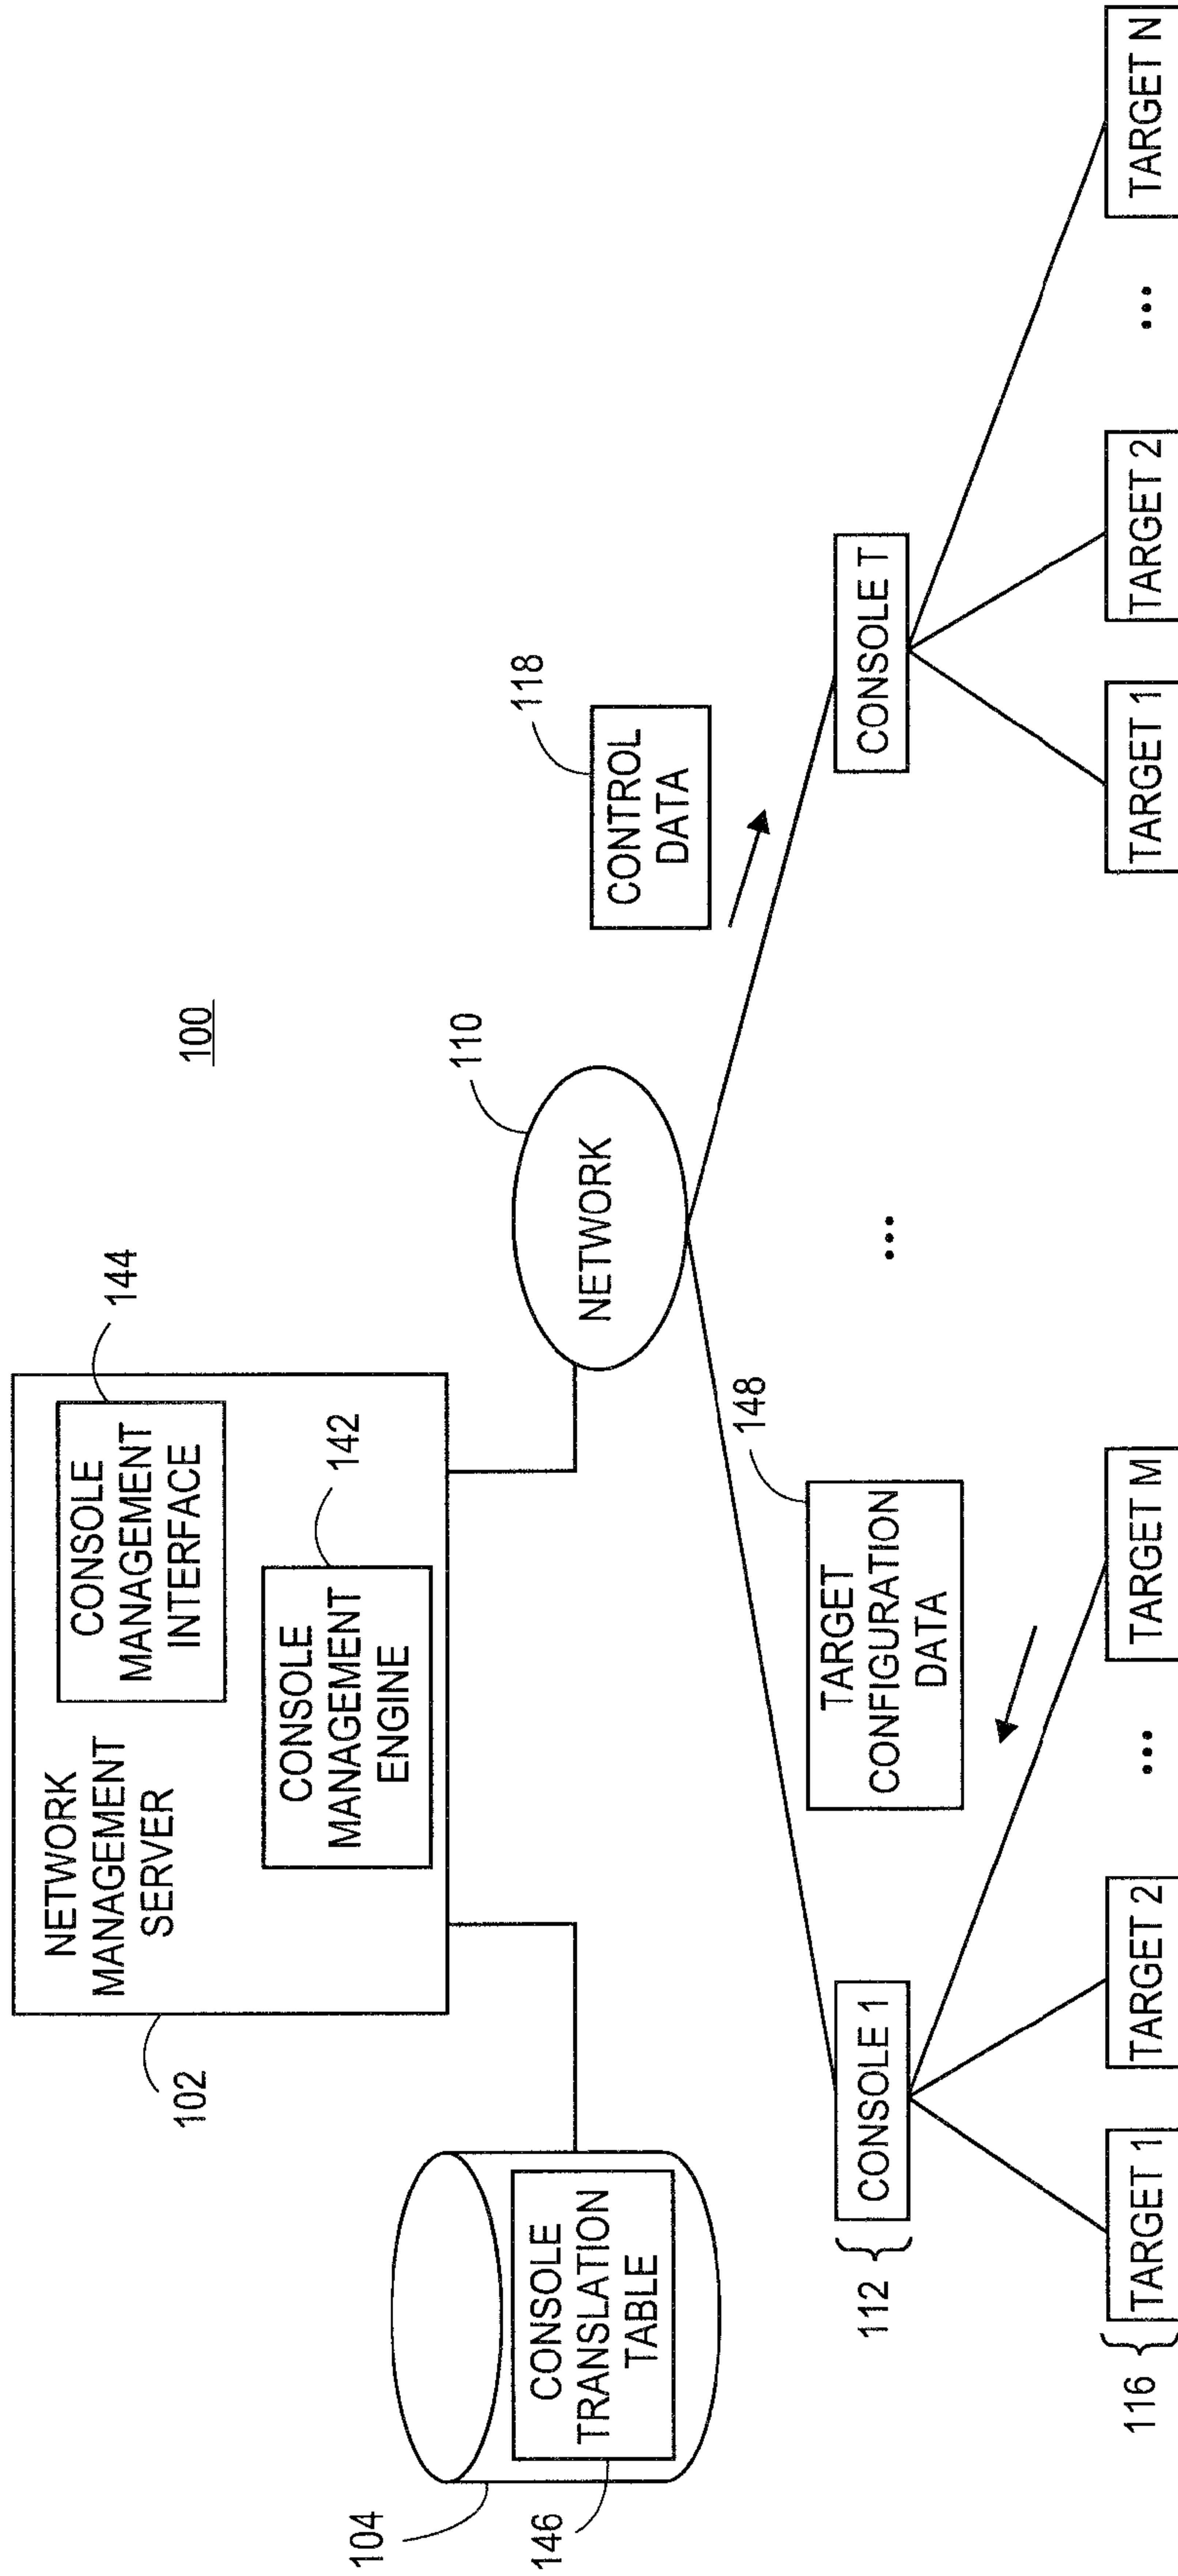 100
NETWORK
MANAGEMENT
SERVER
102
CONSOLE
MANAGEMENT
INTERFACE
144
CONSOLE
MANAGEMENT
ENGINE
142
104
CONSOLE
TRANSLATION
TABLE
146
NETWORK
110
CONTROL
DATA
118
TARGET
CONFIGURATION
DATA
148
112 {
CONSOLE 1
...
CONSOLE T
116 {
TARGET 1
TARGET 2
...
TARGET M
TARGET 1
TARGET 2
...
TARGET N